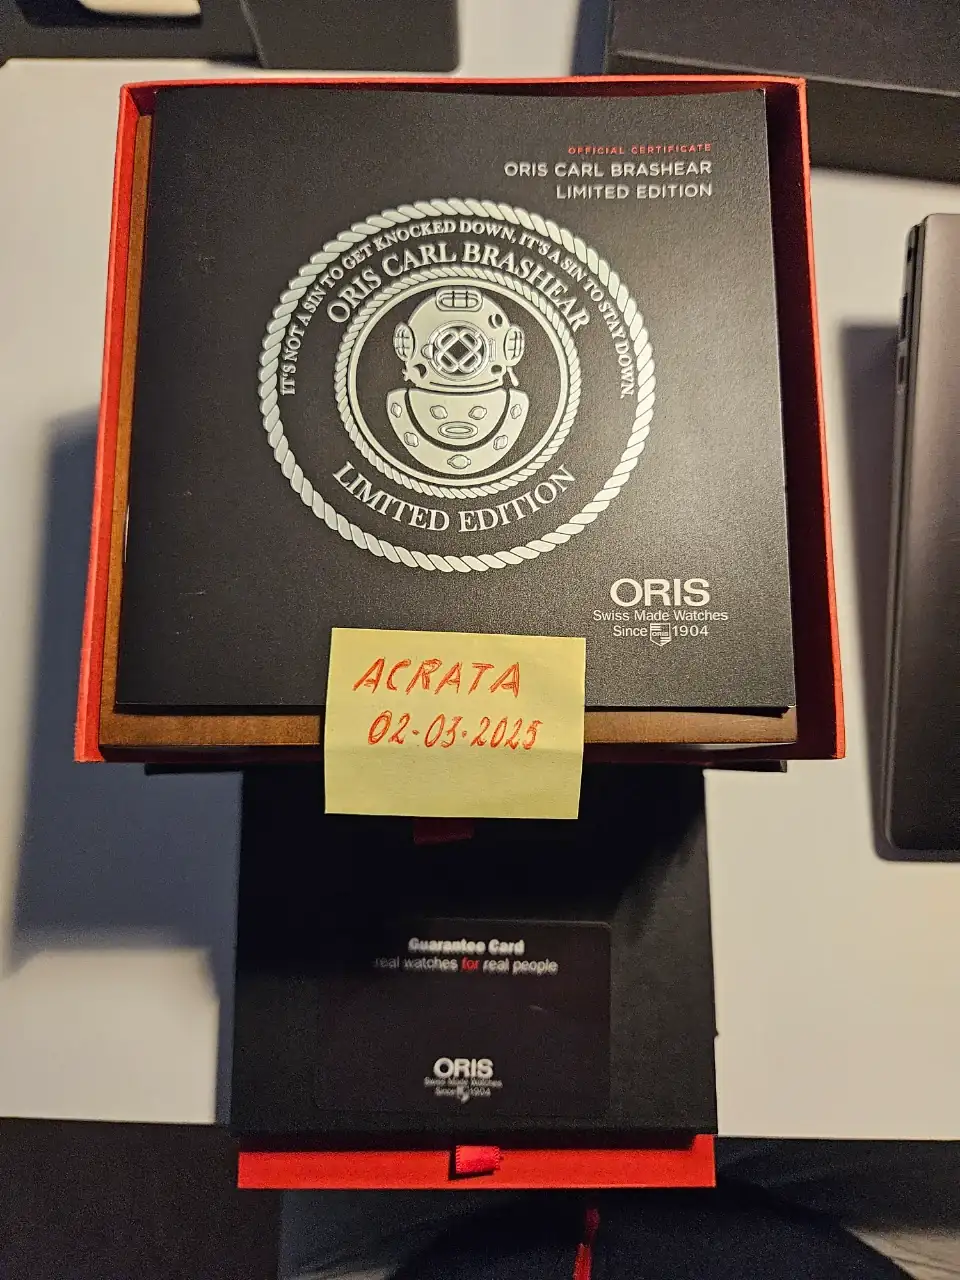 OFFICIAL CERTIFICATE
ORIS CARL BRASHEAR
LIMITED EDITION
IT'S NOT A SIN TO GET KNOCKED DOWN, IT'S A SIN TO STAY DOWN.
ORIS CARL BRASHEAR
LIMITED EDITION
ORIS
Swiss Made Watches
Since ORIS 1904
ACRATA
02-03-2025
Guarantee Card
real watches for real people
ORIS
Swiss Made Watches
Since 1904